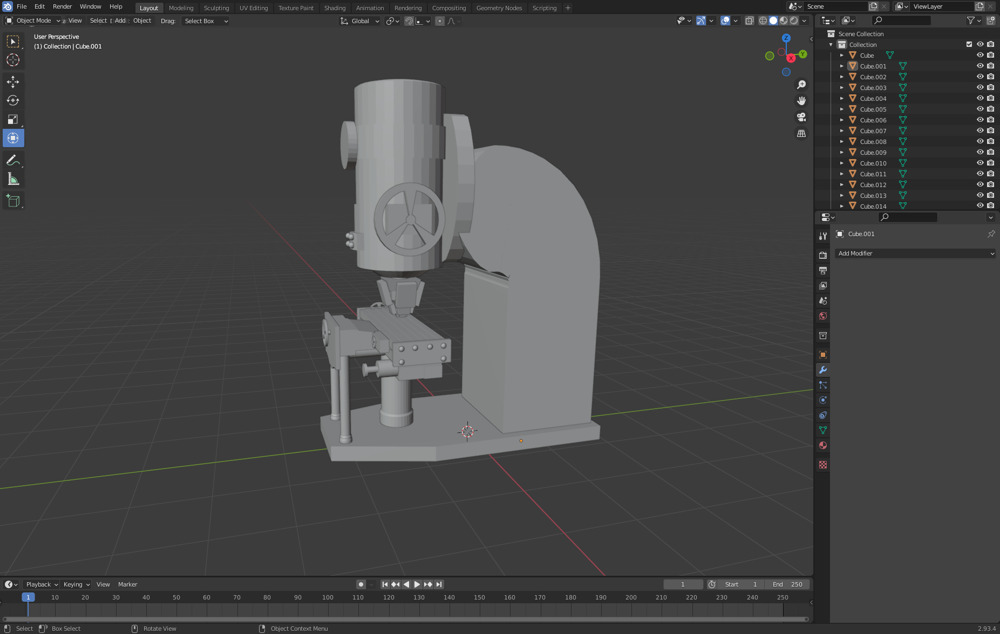 File Edit Render Window Help Layout Modeling Sculpting UV Editing Texture Paint Shading Animation Rendering Compositing Geometry Nodes Scripting + Scene ViewLayer
Object Mode View Select Add Object Drag: Select Box Global
User Perspective
(1) Collection | Cube.001
Z
Y
X
Scene Collection
Collection
Cube
Cube.001
Cube.002
Cube.003
Cube.004
Cube.005
Cube.006
Cube.007
Cube.008
Cube.009
Cube.010
Cube.011
Cube.012
Cube.013
Cube.014
Cube.001
Add Modifier
Playback Keying View Marker 1 Start 1 End 250
1 10 20 30 40 50 60 70 80 90 100 110 120 130 140 150 160 170 180 190 200 210 220 230 240 250
Select Box Select Rotate View Object Context Menu 2.93.4